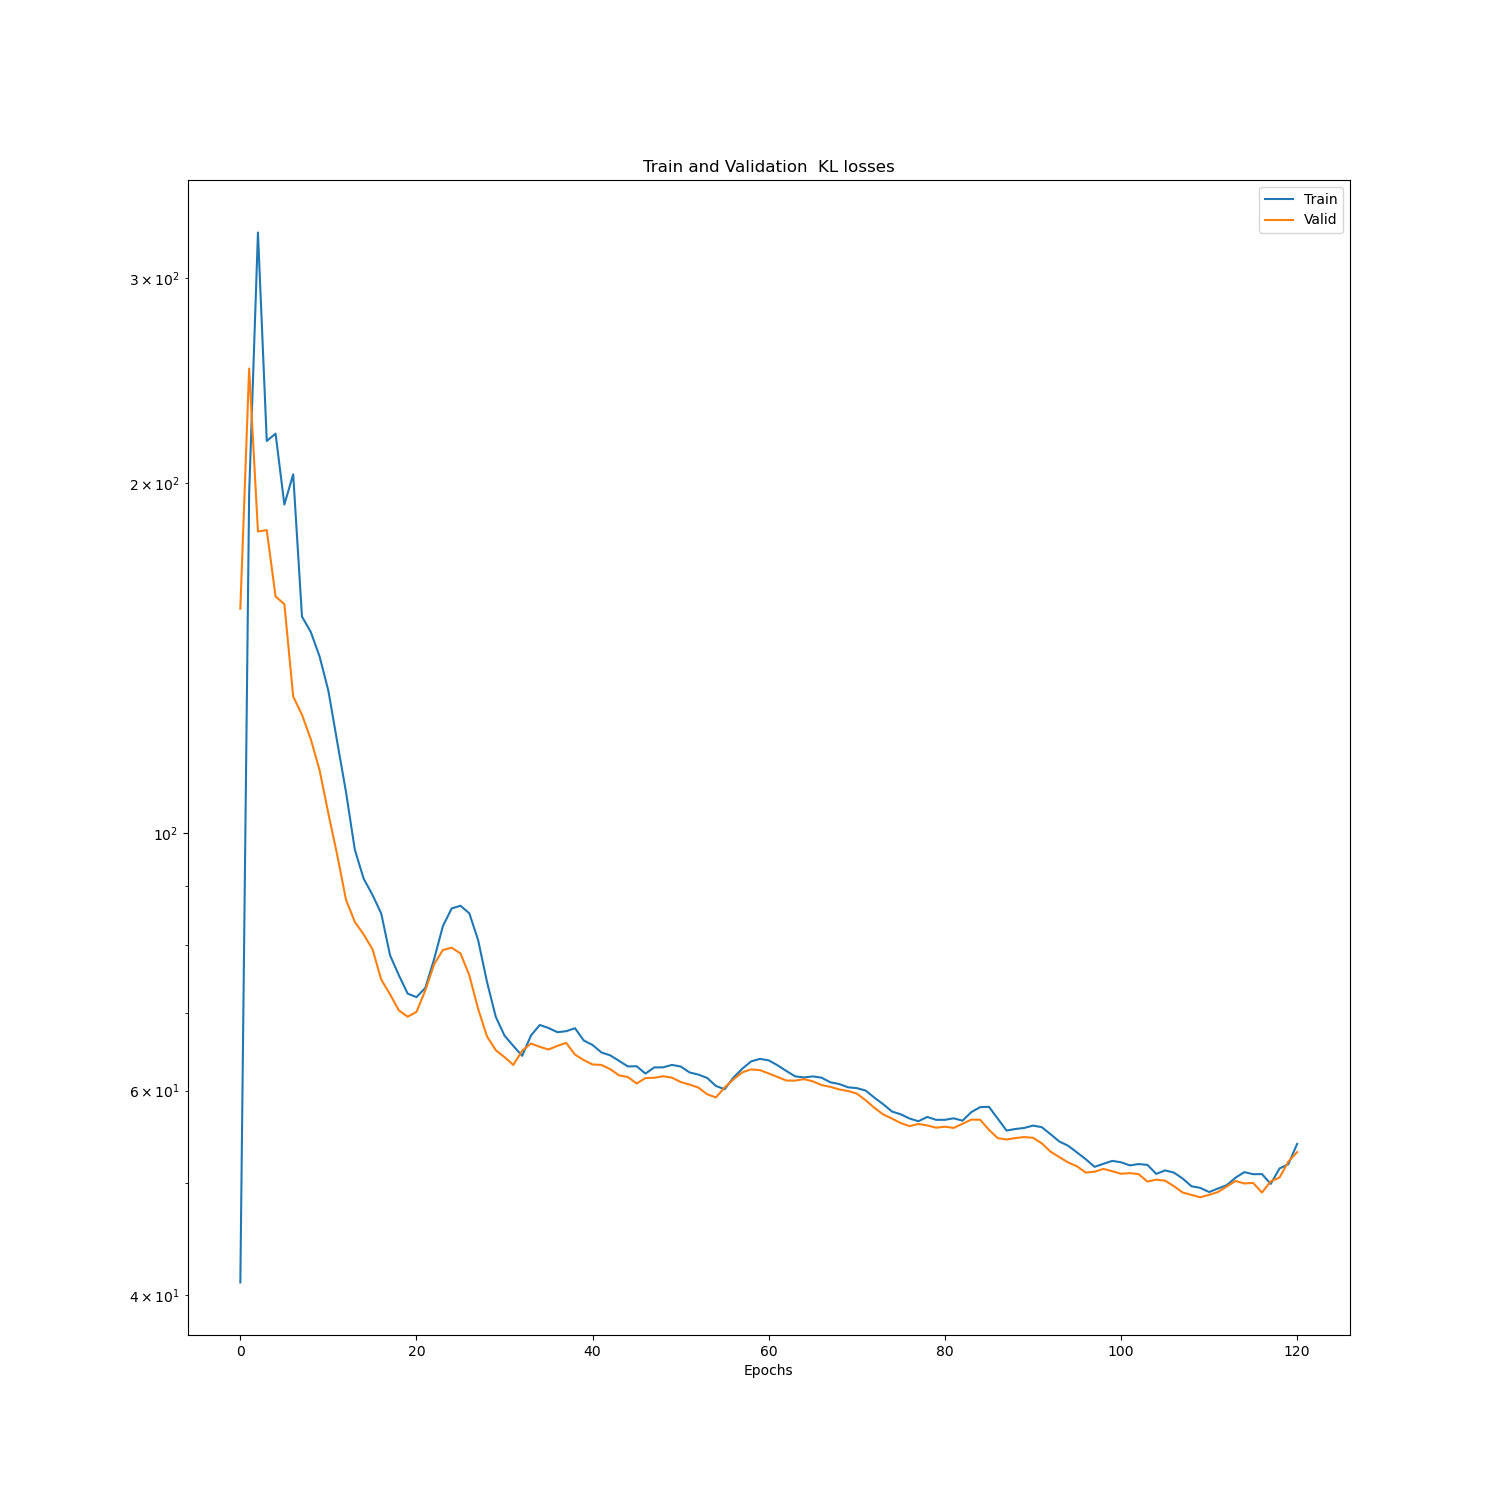 Train and Validation  KL losses
Train
Valid
3 × 10²
2 × 10²
10²
6 × 10¹
4 × 10¹
0 20 40 60 80 100 120
Epochs